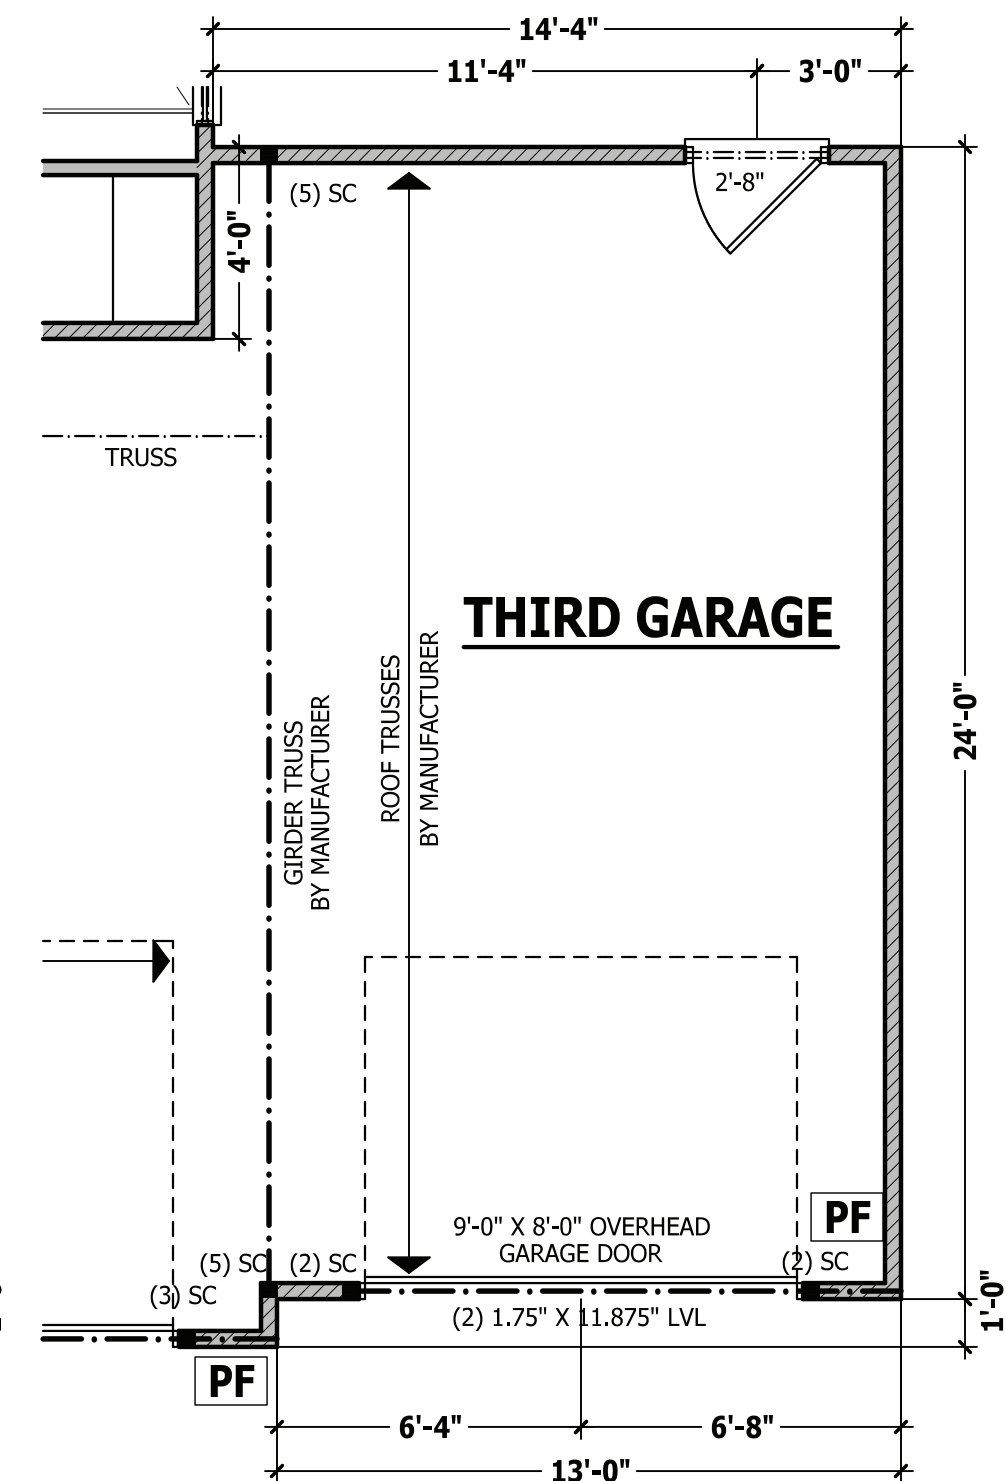 14'-4"
11'-4"
3'-0"
2'-8"
(5) SC
4'-0"
TRUSS
THIRD GARAGE
ROOF TRUSSES
BY MANUFACTURER
GIRDER TRUSS
BY MANUFACTURER
24'-0"
PF
9'-0" X 8'-0" OVERHEAD
GARAGE DOOR
(5) SC
(2) SC
(2) SC
(3) SC
(2) 1.75" X 11.875" LVL
1'-0"
PF
6'-4"
6'-8"
13'-0"